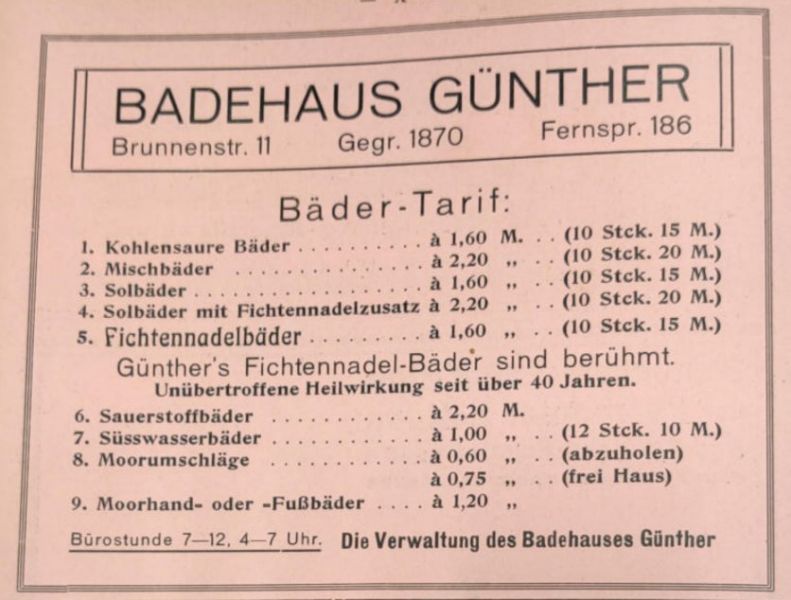 BADEHAUS GÜNTHER
Brunnenstr. 11 Gegr. 1870 Fernspr. 186
Bäder-Tarif:
1. Kohlensaure Bäder . . . . . . . . . . à 1,60 M. . . (10 Stck. 15 M.)
2. Mischbäder . . . . . . . . . . . . . . à 2,20 „ . . (10 Stck. 20 M.)
3. Solbäder . . . . . . . . . . . . . . . . . à 1,60 „ . . (10 Stck. 15 M.)
4. Solbäder mit Fichtennadelzusatz à 2,20 „ . . (10 Stck. 20 M.)
5. Fichtennadelbäder . . . . . . . . . à 1,60 „ . . (10 Stck. 15 M.)
Günther's Fichtennadel-Bäder sind berühmt.
Unübertroffene Heilwirkung seit über 40 Jahren.
6. Sauerstoffbäder . . . . . . . . . . . . à 2,20 M.
7. Süsswasserbäder . . . . . . . . . . . . à 1,00 „ . . (12 Stck. 10 M.)
8. Moorumschläge . . . . . . . . . . . . à 0,60 „ . . (abzuholen)
à 0,75 „ . . (frei Haus)
9. Moorhand- oder -Fußbäder . . . . à 1,20 „
Bürostunde 7—12, 4—7 Uhr. Die Verwaltung des Badehauses Günther